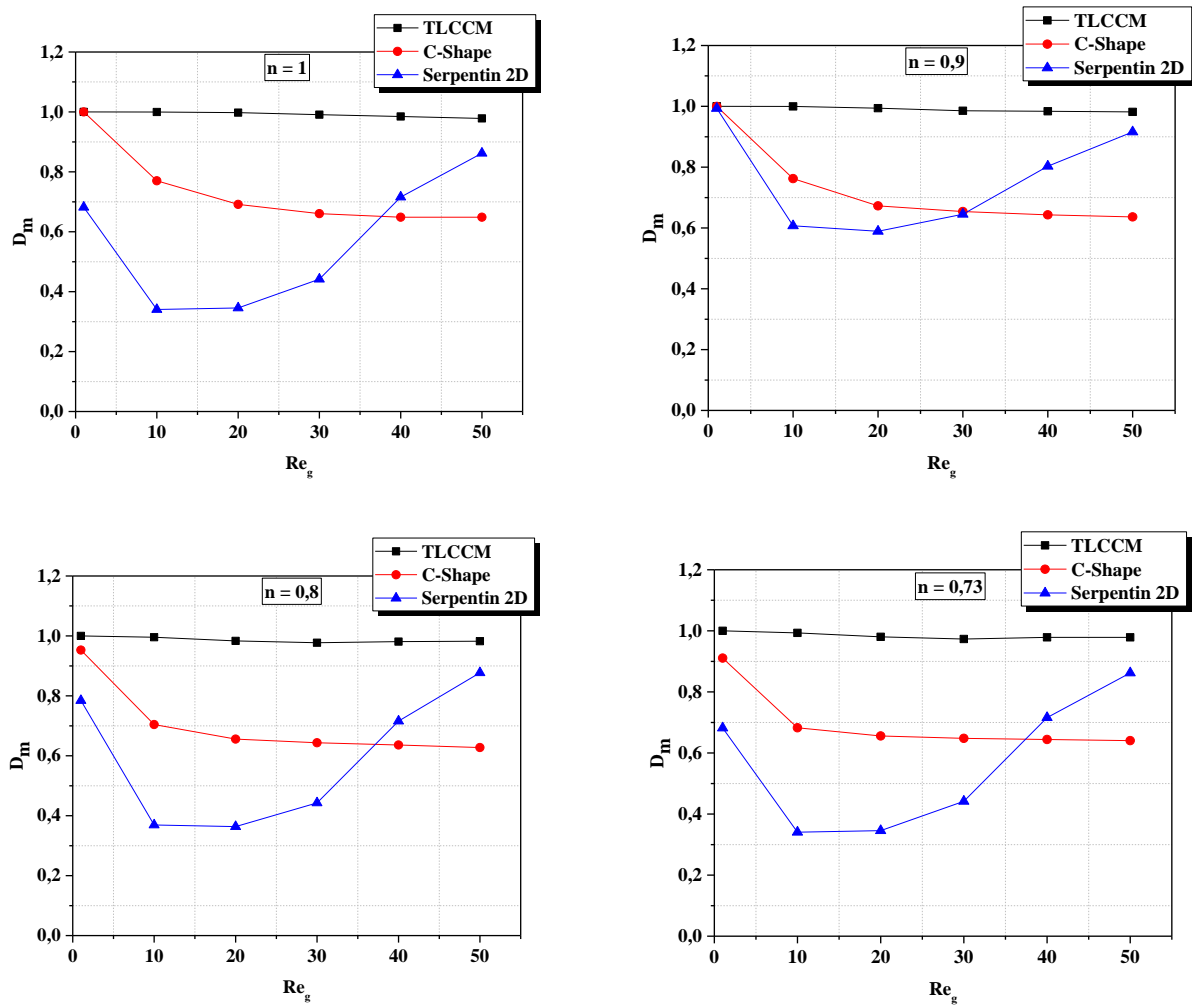 TLCCM
C-Shape
Serpentin 2D
n = 1
1,2
1,0
0,8
0,6
0,4
0,2
0,0
Dm
0 10 20 30 40 50
Reg
TLCCM
C-Shape
Serpentin 2D
n = 0,9
1,2
1,0
0,8
0,6
0,4
0,2
0,0
Dm
0 10 20 30 40 50
Reg
TLCCM
C-Shape
Serpentin 2D
n = 0,8
1,2
1,0
0,8
0,6
0,4
0,2
0,0
Dm
0 10 20 30 40 50
Reg
TLCCM
C-Shape
Serpentin 2D
n = 0,73
1,2
1,0
0,8
0,6
0,4
0,2
0,0
Dm
0 10 20 30 40 50
Reg